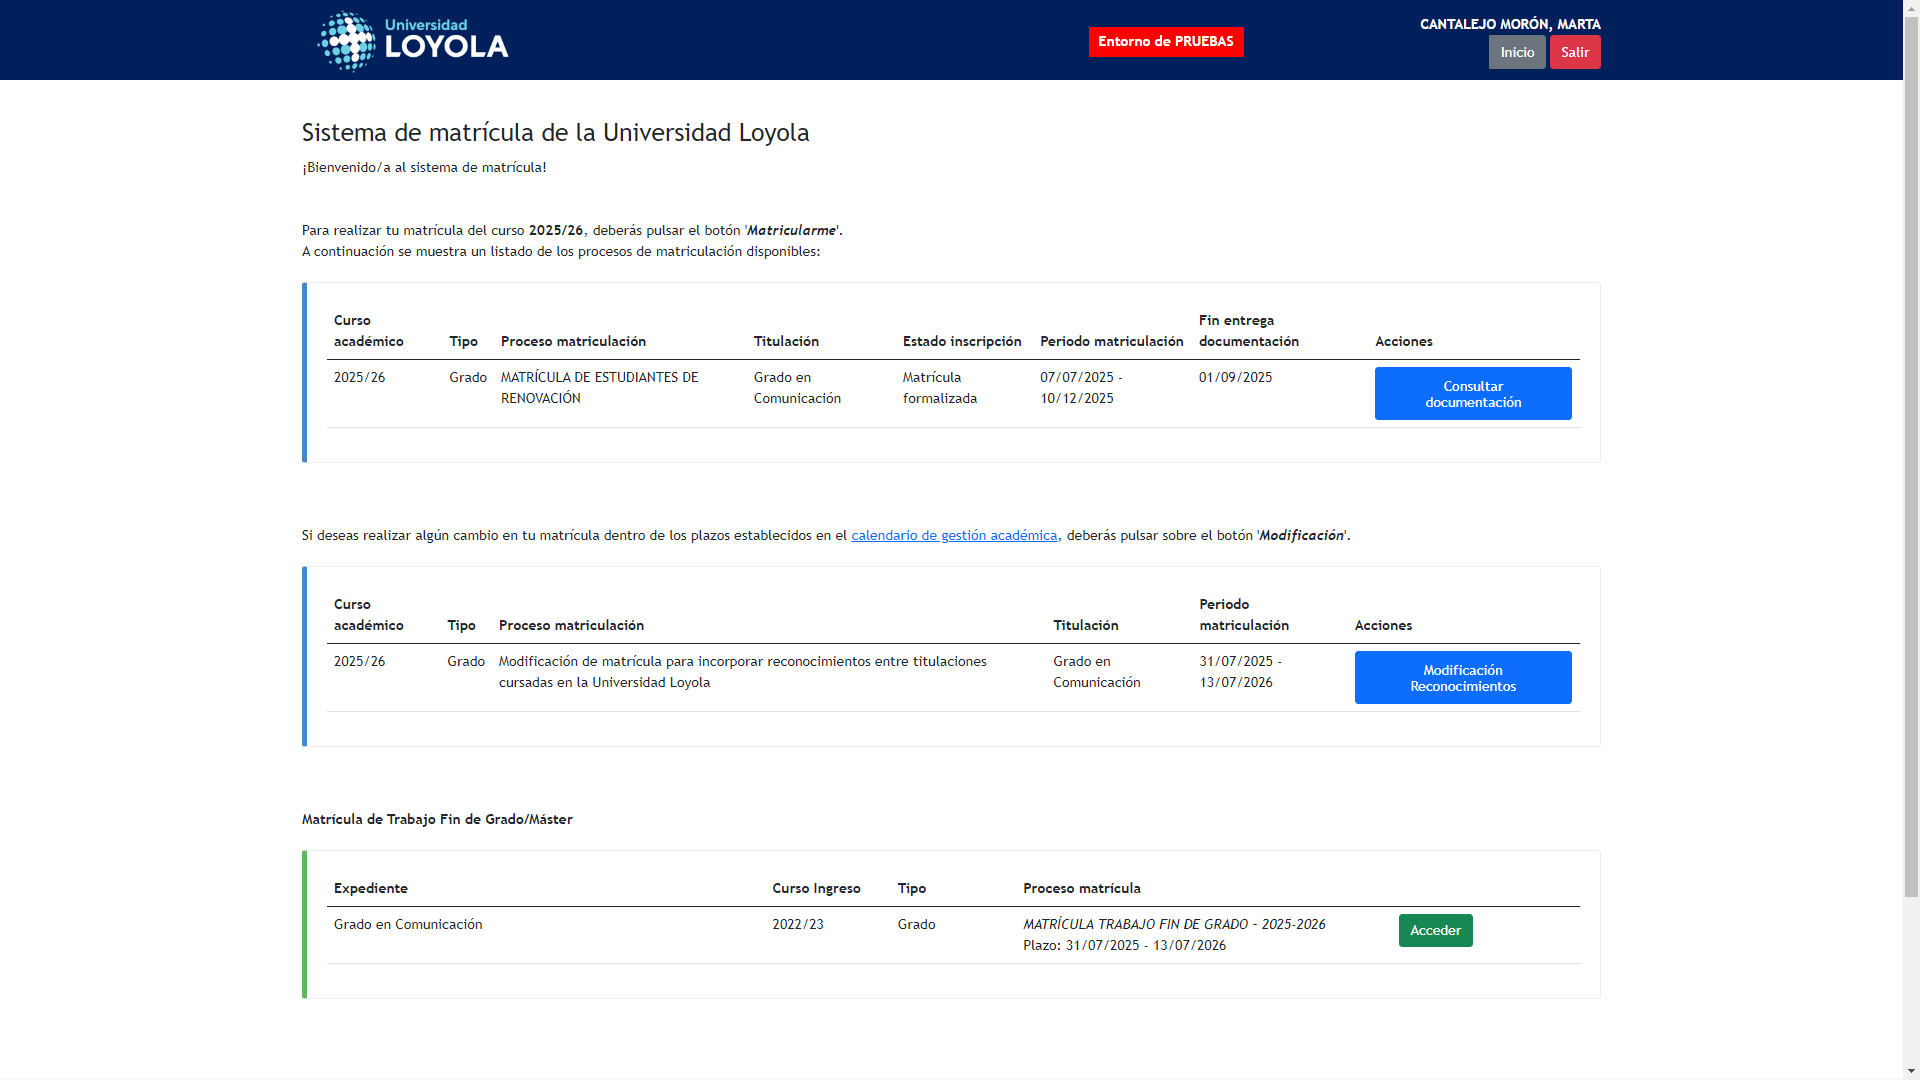 Universidad
LOYOLA
Entorno de PRUEBAS
CANTALEJO MORÓN, MARTA
Inicio
Salir
Sistema de matrícula de la Universidad Loyola
¡Bienvenido/a al sistema de matrícula!
Para realizar tu matrícula del curso 2025/26, deberás pulsar el botón 'Matricularme'.
A continuación se muestra un listado de los procesos de matriculación disponibles:
Curso académico
Tipo
Proceso matriculación
Titulación
Estado inscripción
Periodo matriculación
Fin entrega documentación
Acciones
2025/26
Grado
MATRÍCULA DE ESTUDIANTES DE
RENOVACIÓN
Grado en
Comunicación
Matrícula
formalizada
07/07/2025 -
10/12/2025
01/09/2025
Consultar
documentación
Si deseas realizar algún cambio en tu matrícula dentro de los plazos establecidos en el calendario de gestión académica, deberás pulsar sobre el botón 'Modificación'.
Curso académico
Tipo
Proceso matriculación
Titulación
Periodo matriculación
Acciones
2025/26
Grado
Modificación de matrícula para incorporar reconocimientos entre titulaciones
cursadas en la Universidad Loyola
Grado en
Comunicación
31/07/2025 -
13/07/2026
Modificación
Reconocimientos
Matrícula de Trabajo Fin de Grado/Máster
Expediente
Curso Ingreso
Tipo
Proceso matrícula
Grado en Comunicación
2022/23
Grado
MATRÍCULA TRABAJO FIN DE GRADO - 2025-2026
Plazo: 31/07/2025 - 13/07/2026
Acceder